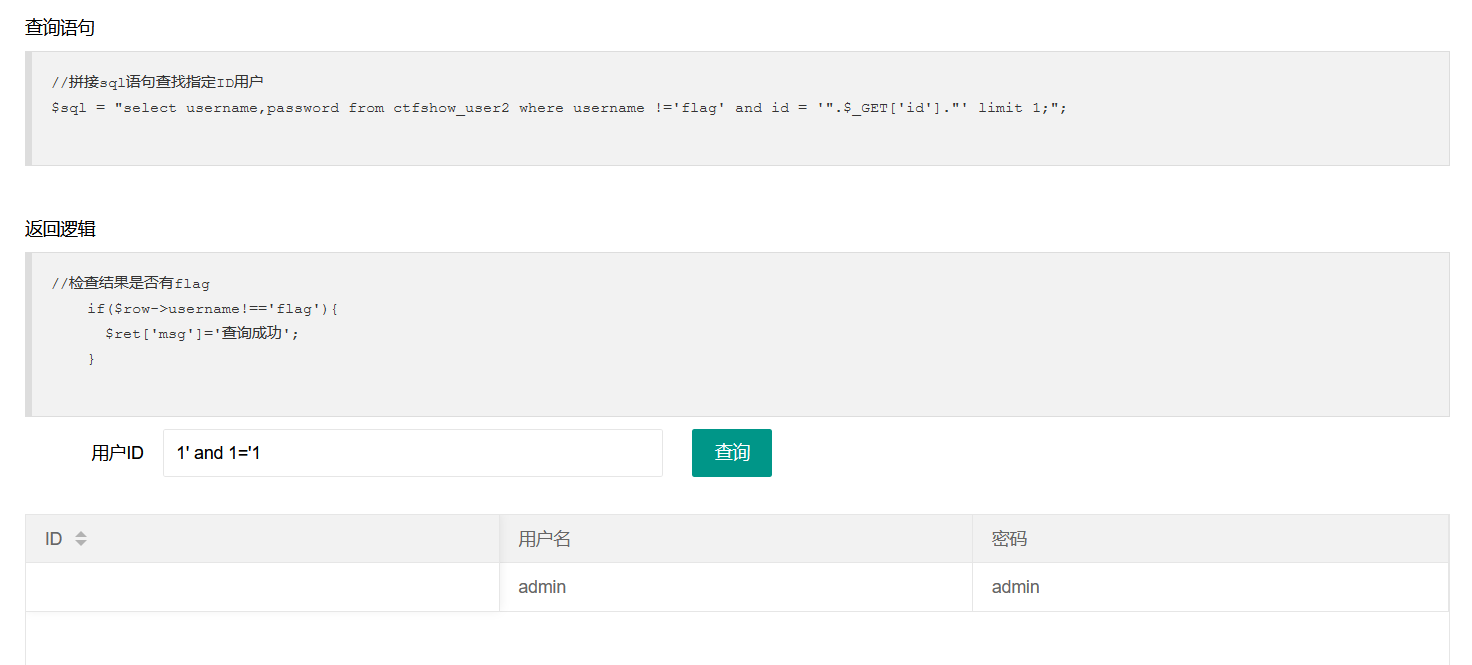 查询语句
//拼接sql语句查找指定ID用户
$sql = "select username,password from ctfshow_user2 where username !='flag' and id = '".$_GET['id']."' limit 1;";
返回逻辑
//检查结果是否有flag
if($row->username!=='flag'){
$ret['msg']='查询成功';
}
用户ID 1' and 1='1 查询
ID 用户名 密码
admin admin